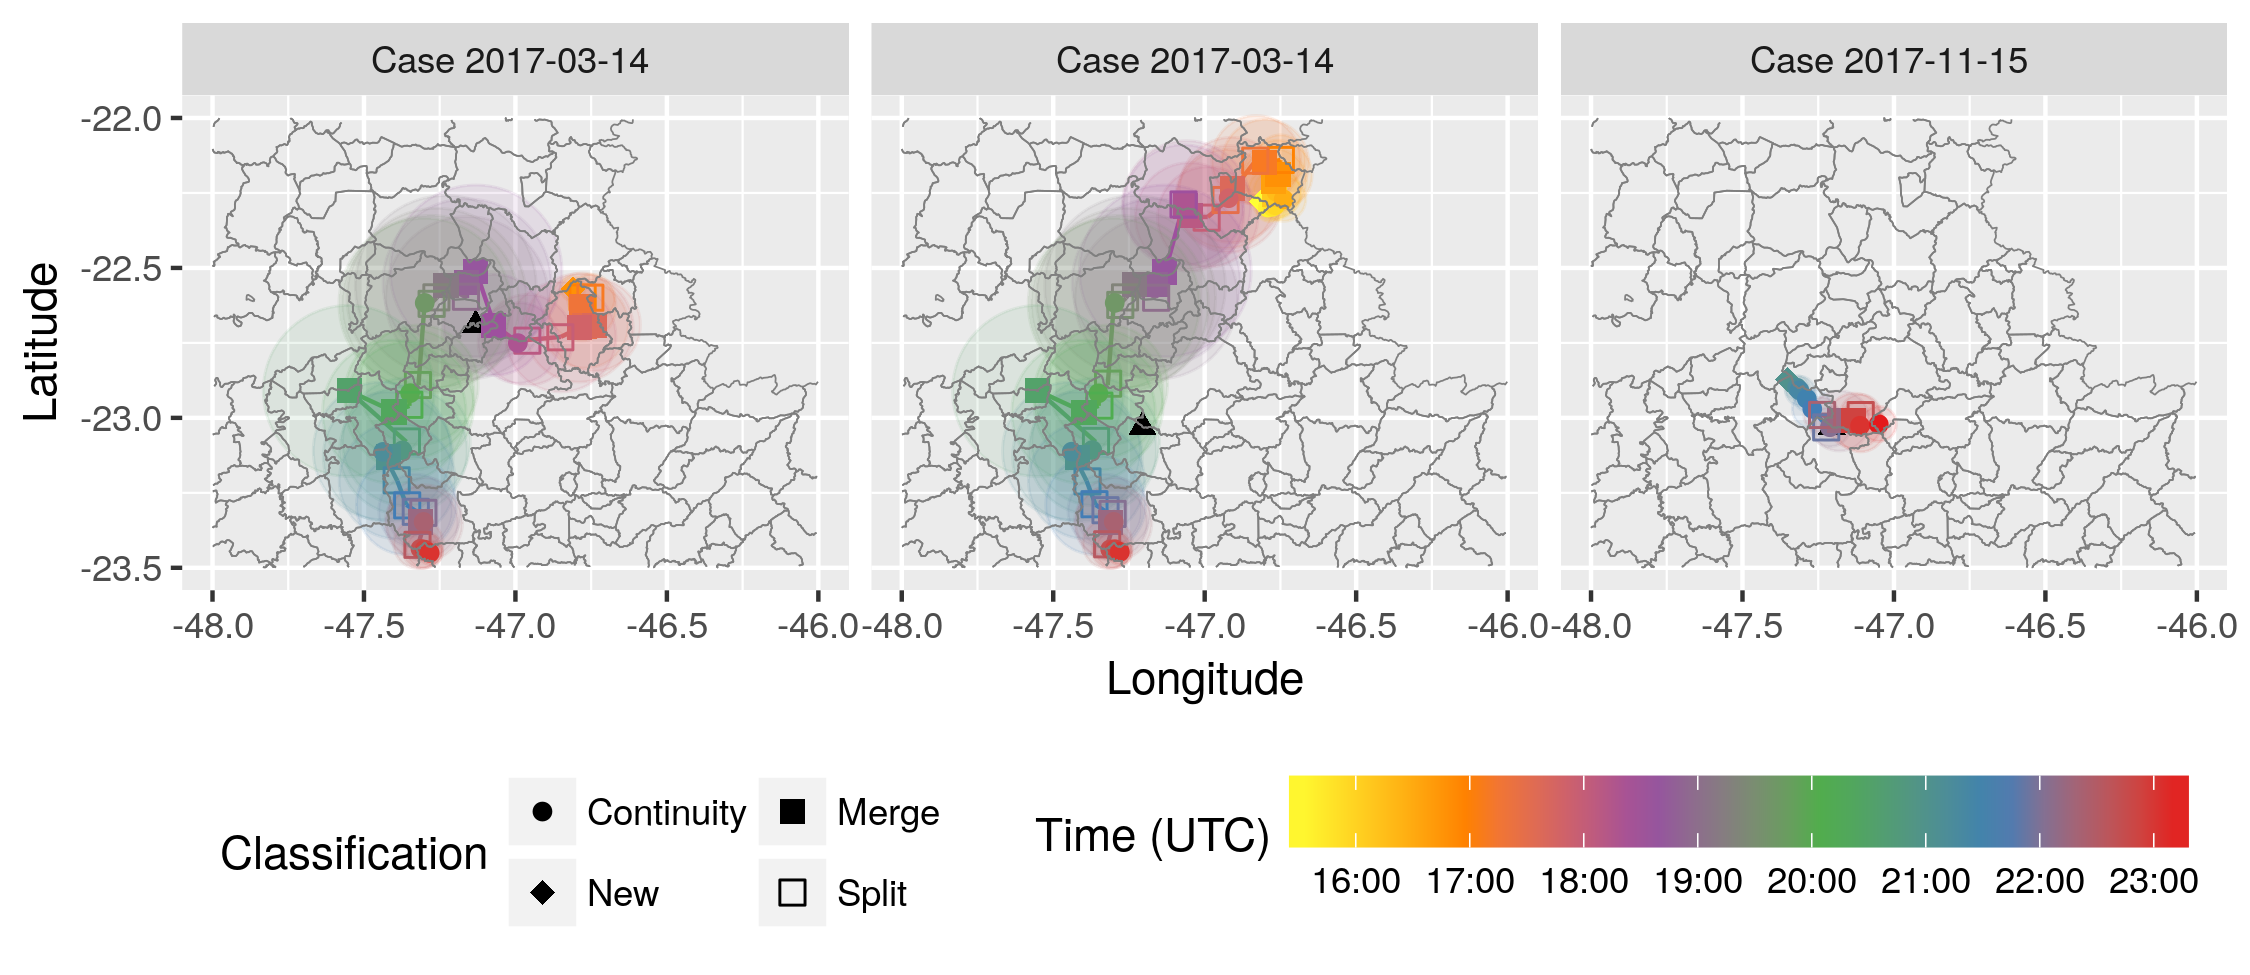 Case 2017-03-14 Case 2017-03-14 Case 2017-11-15
-22.0
-22.5
-23.0
-23.5
Latitude
-48.0 -47.5 -47.0 -46.5 -46.0 -48.0 -47.5 -47.0 -46.5 -46.0 -48.0 -47.5 -47.0 -46.5 -46.0
Longitude
Classification
Continuity Merge
New Split
Time (UTC)
16:00 17:00 18:00 19:00 20:00 21:00 22:00 23:00